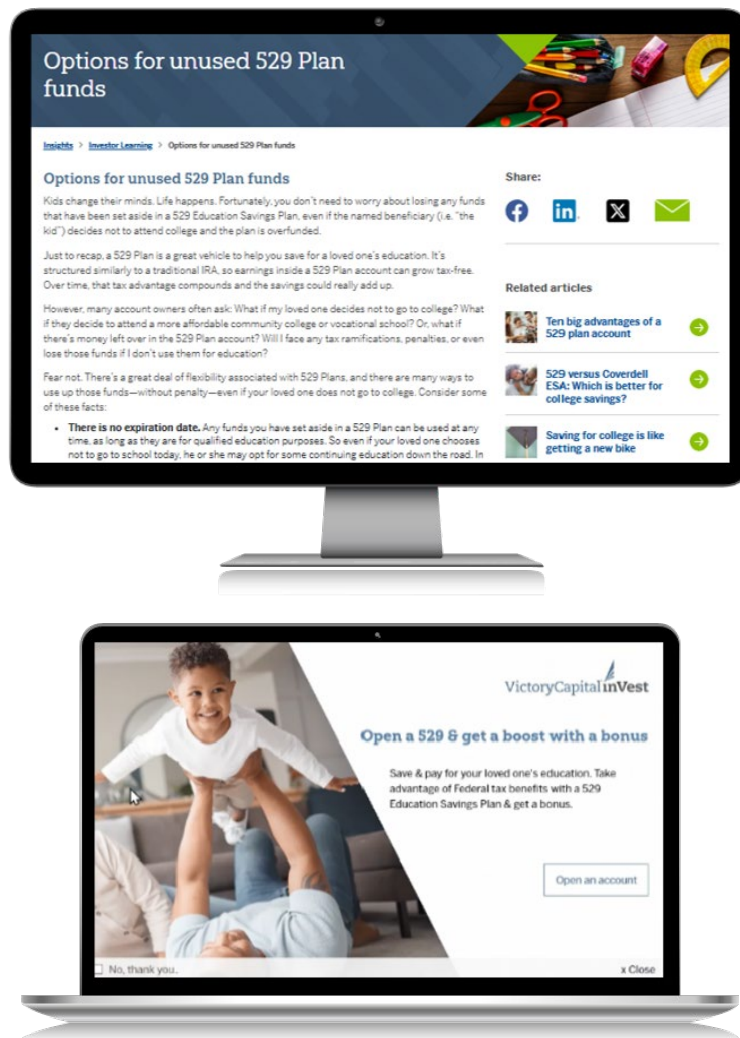 Options for unused 529 Plan
funds
Insights > Investor Learning > Options for unused 529 Plan funds
Options for unused 529 Plan funds
Kids change their minds. Life happens. Fortunately, you don't need to worry about losing any funds
that have been set aside in a 529 Education Savings Plan, even if the named beneficiary (i.e. "the
kid") decides not to attend college and the plan is overfunded.
Just to recap, a 529 Plan is a great vehicle to help you save for a loved one's education. It's
structured similarly to a traditional IRA, so earnings inside a 529 Plan account can grow tax-free.
Over time, that tax advantage compounds and the savings could really add up.
However, many account owners often ask: What if my loved one decides not to go to college? What
if they decide to attend a more affordable community college or vocational school? Or, what if
there's money left over in the 529 Plan account? Will I face any tax ramifications, penalties, or even
lose those funds if I don't use them for education?
Fear not. There's a great deal of flexibility associated with 529 Plans, and there are many ways to
use up those funds—without penalty—even if your loved one does not go to college. Consider some
of these facts:
• There is no expiration date. Any funds you have set aside in a 529 Plan can be used at any
time, as long as they are for qualified education purposes. So even if your loved one chooses
not to go to school today, he or she may opt for some continuing education down the road. In
Share:
Related articles
Ten big advantages of a
529 plan account
529 versus Coverdell
ESA: Which is better for
college savings?
Saving for college is like
getting a new bike
VictoryCapital inVest
Open a 529 & get a boost with a bonus
Save & pay for your loved one's education. Take
advantage of Federal tax benefits with a 529
Education Savings Plan & get a bonus.
Open an account
No, thank you.
x Close